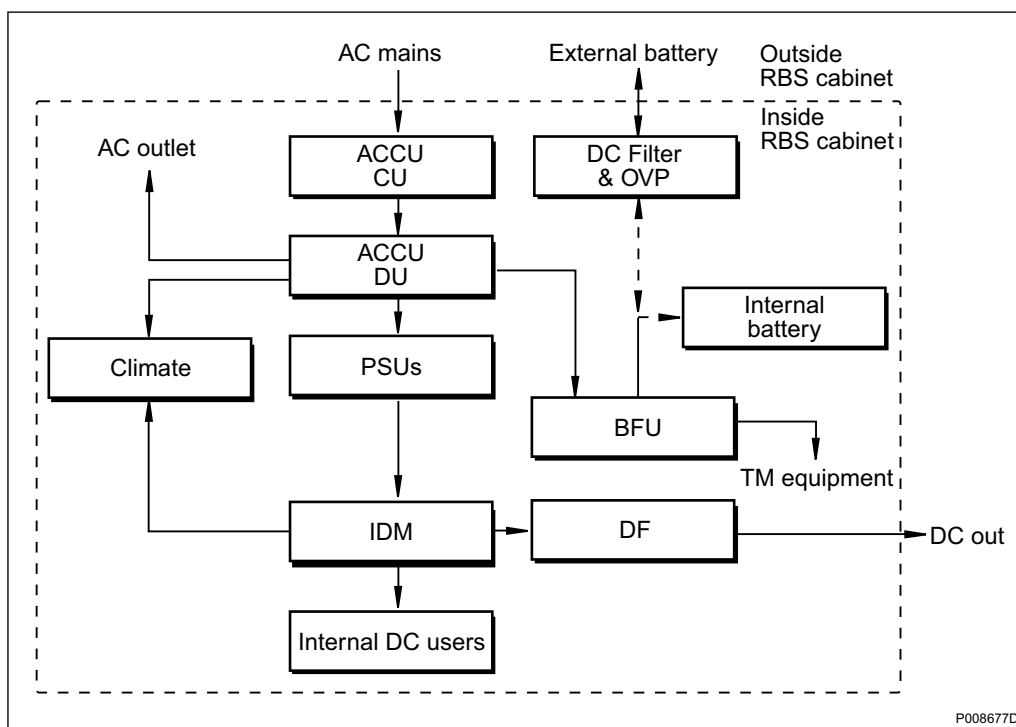 AC mains
External battery
Outside
RBS cabinet
Inside
RBS cabinet
AC outlet
ACCU
CU
DC Filter
& OVP
ACCU
DU
Internal
battery
Climate
PSUs
BFU
TM equipment
IDM
DF
DC out
Internal DC users
P008677D